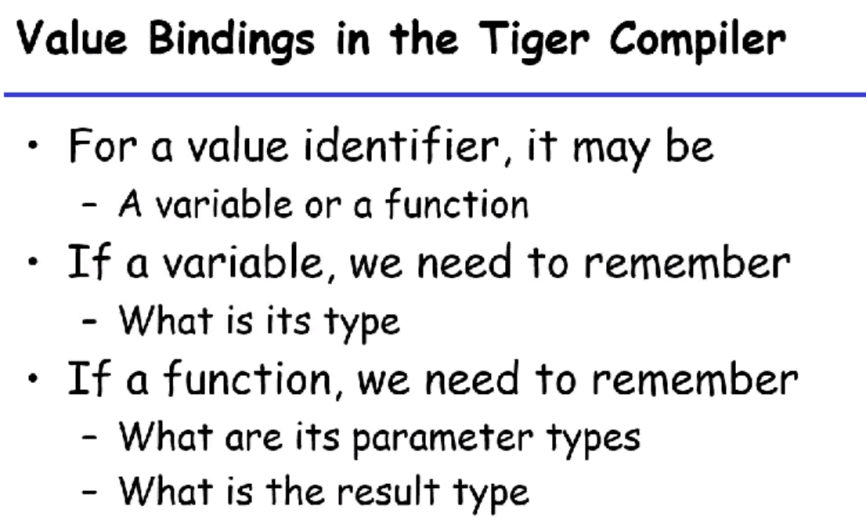 Value Bindings in the Tiger Compiler
• For a value identifier, it may be
– A variable or a function
• If a variable, we need to remember
– What is its type
• If a function, we need to remember
– What are its parameter types
– What is the result type